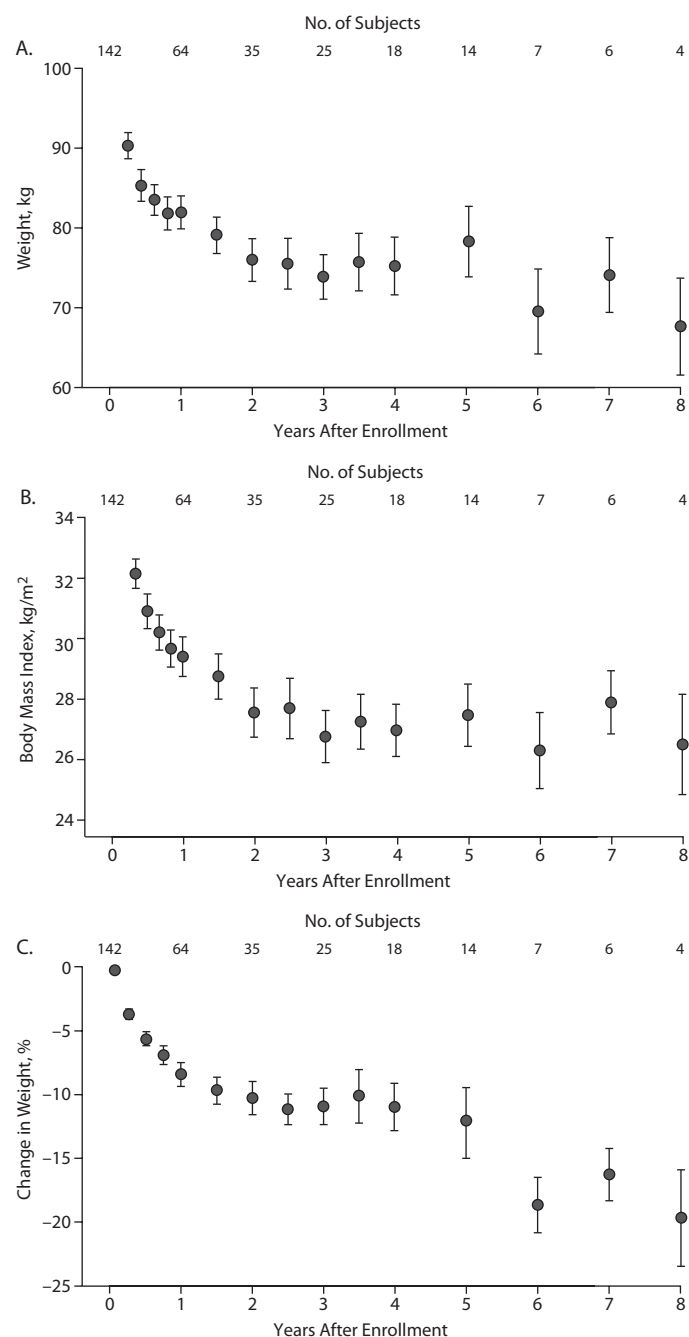 No. of Subjects
A.
142 64 35 25 18 14 7 6 4
100
90
80
70
60
Weight, kg
0 1 2 3 4 5 6 7 8
Years After Enrollment
No. of Subjects
B.
142 64 35 25 18 14 7 6 4
34
32
30
28
26
24
Body Mass Index, kg/m²
0 1 2 3 4 5 6 7 8
Years After Enrollment
No. of Subjects
C.
142 64 35 25 18 14 7 6 4
0
−5
−10
−15
−20
−25
Change in Weight, %
0 1 2 3 4 5 6 7 8
Years After Enrollment